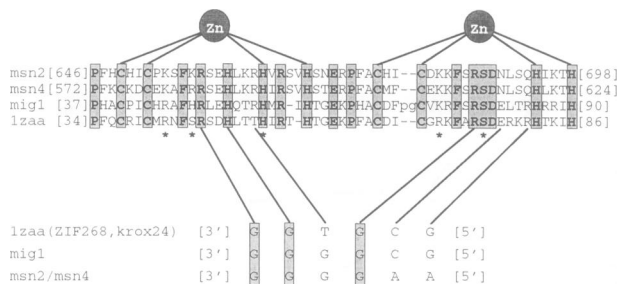 Zn Zn
msn2[646] PFHCHICPKSFKRSEHLKRHVRSVHSNERPFACHI--CDKKFSRSDNLSQHIKTH[698]
msn4[572] PFKCKDCEKAFRRSEHLKRHIRSVHSTERPFACMF--CEKKFSRSDNLSQHLKTH[624]
mig1 [37] PHACPICHRAFHRLEHQTRHMR-IHTGEKPHACDFpgCVKRFSRSDELTRHRRIH[90]
1zaa [34] PFQCRICMRNFSRSDHLTTHIRT-HTGEKPFACDI--CGRKFARSDERKRHTKIH[86]
* * * * *
1zaa(ZIF268,krox24) [3'] G G T G C G [5']
mig1 [3'] G G G G C G [5']
msn2/msn4 [3'] G G G G A A [5']